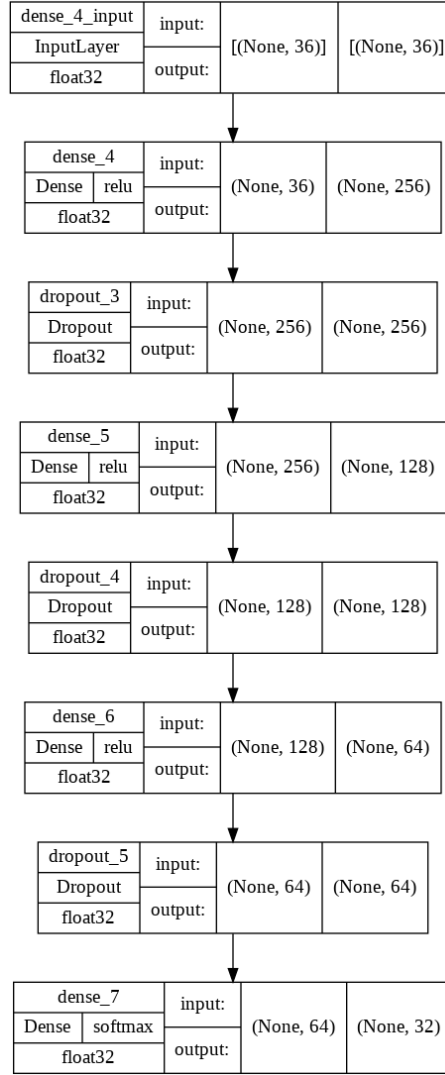 dense_4_input
input:
[(None, 36)]
[(None, 36)]
InputLayer
output:
float32
dense_4
input:
(None, 36)
(None, 256)
Dense
relu
output:
float32
dropout_3
input:
(None, 256)
(None, 256)
Dropout
output:
float32
dense_5
input:
(None, 256)
(None, 128)
Dense
relu
output:
float32
dropout_4
input:
(None, 128)
(None, 128)
Dropout
output:
float32
dense_6
input:
(None, 128)
(None, 64)
Dense
relu
output:
float32
dropout_5
input:
(None, 64)
(None, 64)
Dropout
output:
float32
dense_7
input:
(None, 64)
(None, 32)
Dense
softmax
output:
float32